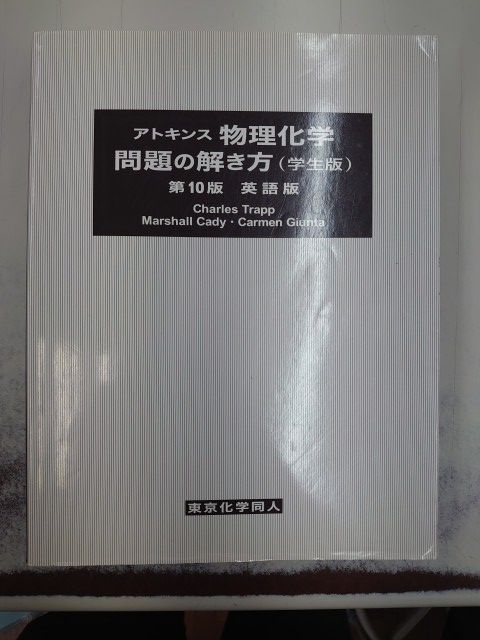 アトキンス 物理化学
問題の解き方(学生版)
第10版 英語版
Charles Trapp
Marshall Cady・Carmen Giunta
東京化学同人